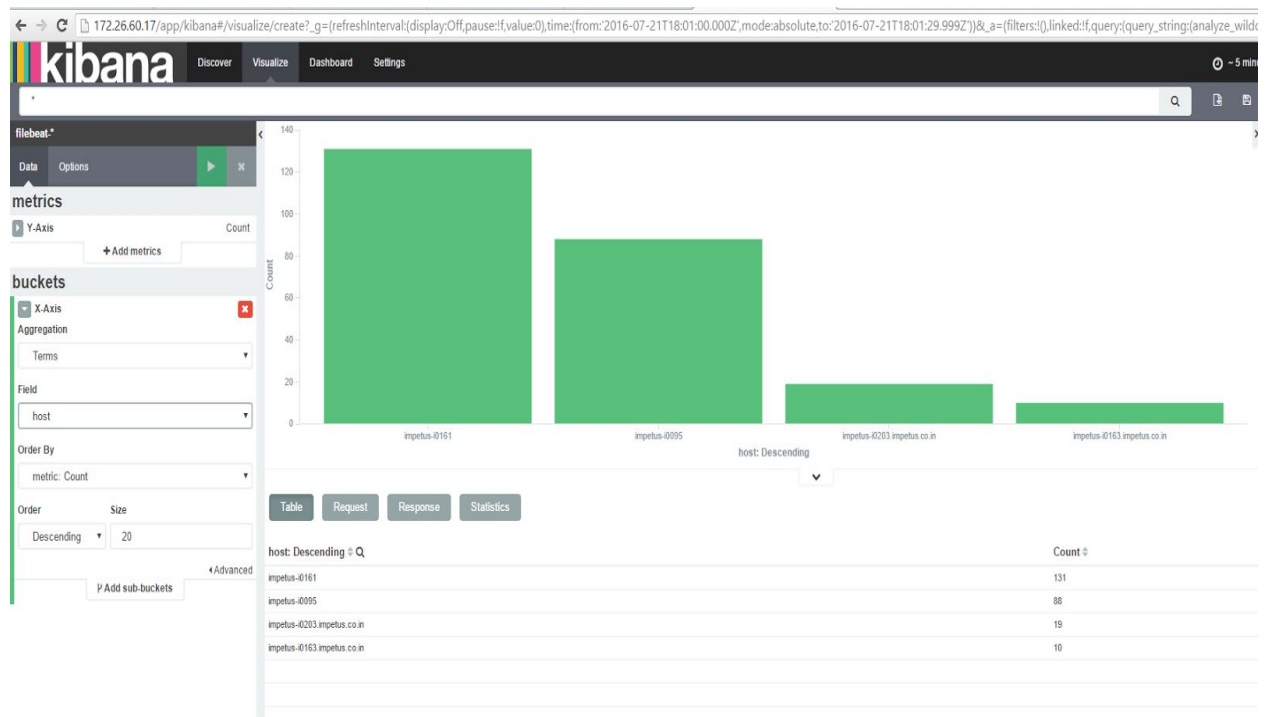 172.26.60.17/app/kibana#/visualize/create?_g=(refreshInterval:(display:Off,pause:!f,value:0),time:(from:'2016-07-21T18:01:00.000Z',mode:absolute,to:'2016-07-21T18:01:29.999Z'))&_a=(filters:!(),linked:!f,query:(query_string:(analyze_wildc
kibana Discover Visualize Dashboard Settings ~ 5 minu
*
filebeat-*
Data Options
metrics
Y-Axis Count
+ Add metrics
buckets
X-Axis
Aggregation
Terms
Field
host
Order By
metric: Count
Order Size
Descending 20
Advanced
Add sub-buckets
140
120
100
80
60
40
20
0
Count
impetus-i0161 impetus-i0095 impetus-i0203.impetus.co.in impetus-i0163.impetus.co.in
host: Descending
Table Request Response Statistics
host: Descending Count
impetus-i0161 131
impetus-i0095 88
impetus-i0203.impetus.co.in 19
impetus-i0163.impetus.co.in 10